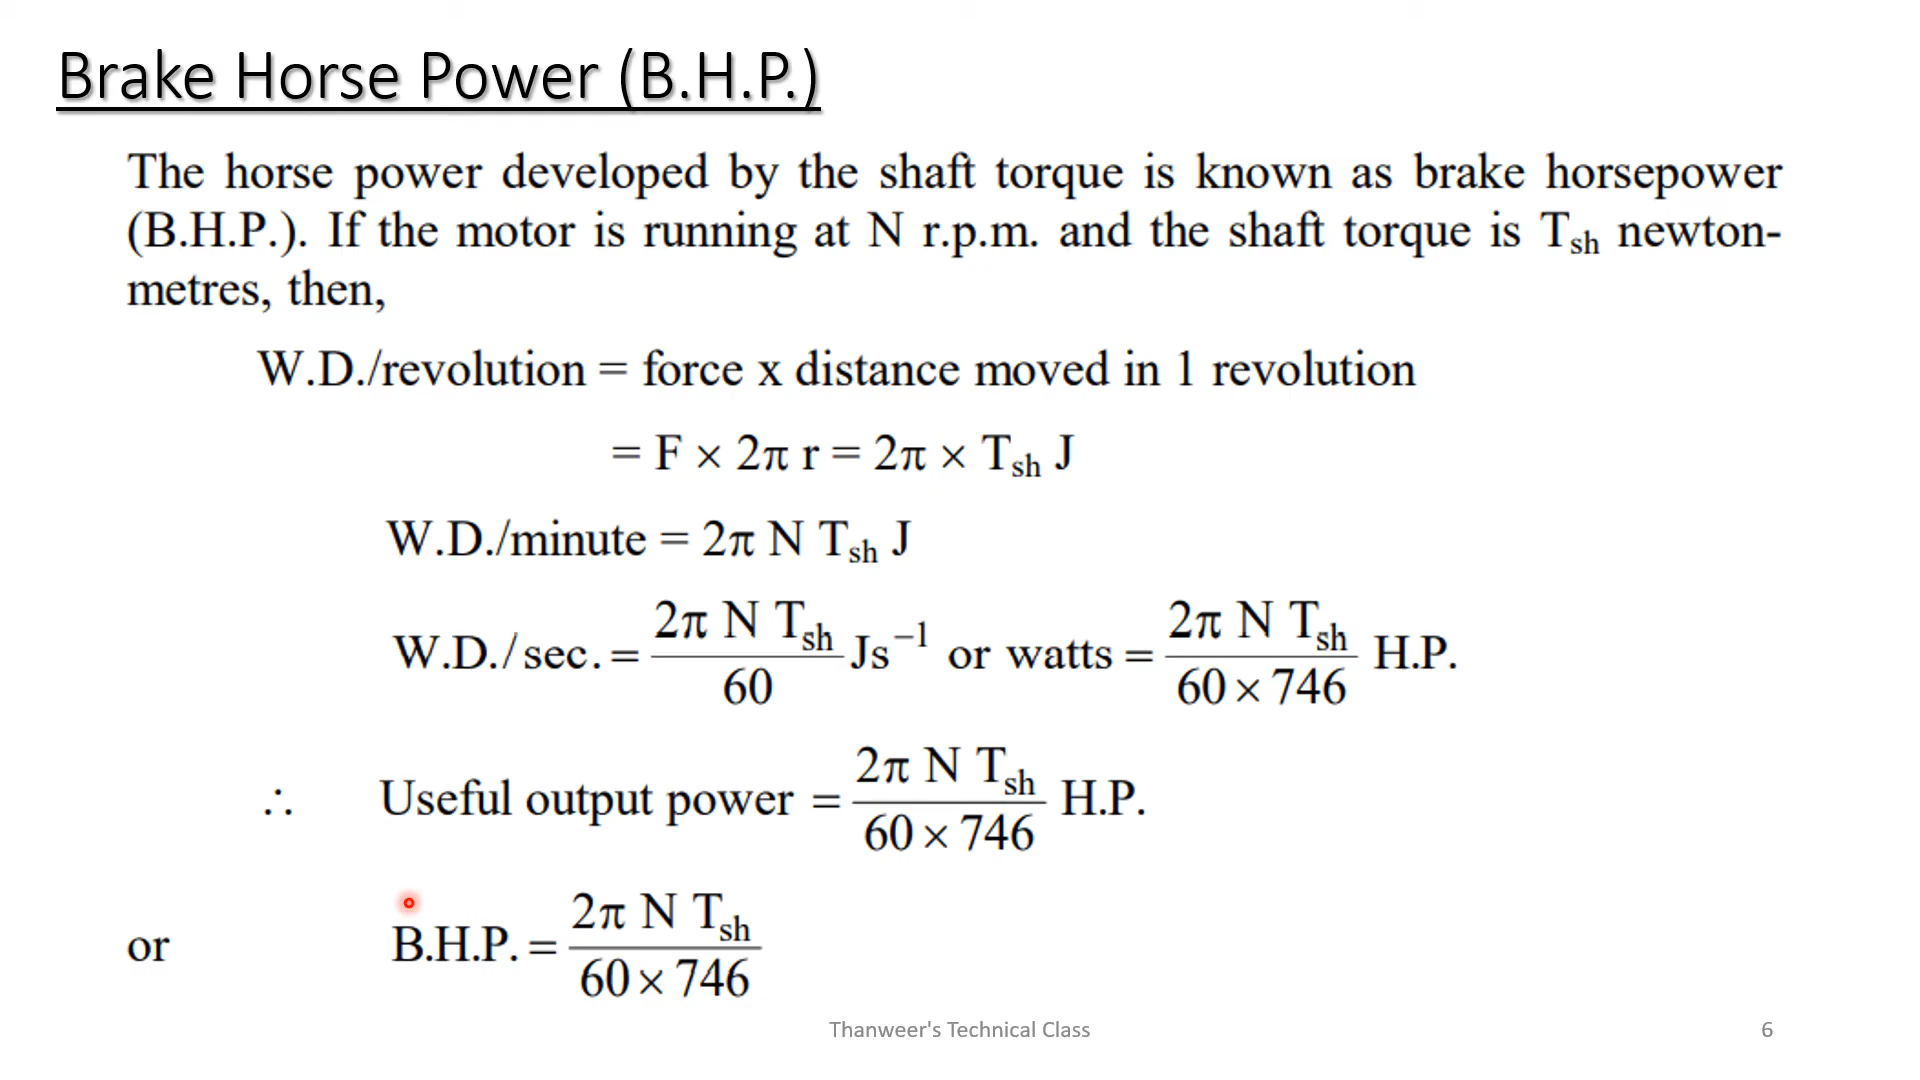 Brake Horse Power (B.H.P.)
The horse power developed by the shaft torque is known as brake horsepower
(B.H.P.). If the motor is running at N r.p.m. and the shaft torque is Tsh newton-
metres, then,
W.D./revolution = force x distance moved in 1 revolution
= F × 2π r = 2π × Tsh J
W.D./minute = 2π N Tsh J
W.D./sec. = 2π N Tsh / 60 Js⁻¹ or watts = 2π N Tsh / 60 × 746 H.P.
∴ Useful output power = 2π N Tsh / 60 × 746 H.P.
or B.H.P. = 2π N Tsh / 60 × 746
Thanweer's Technical Class 6